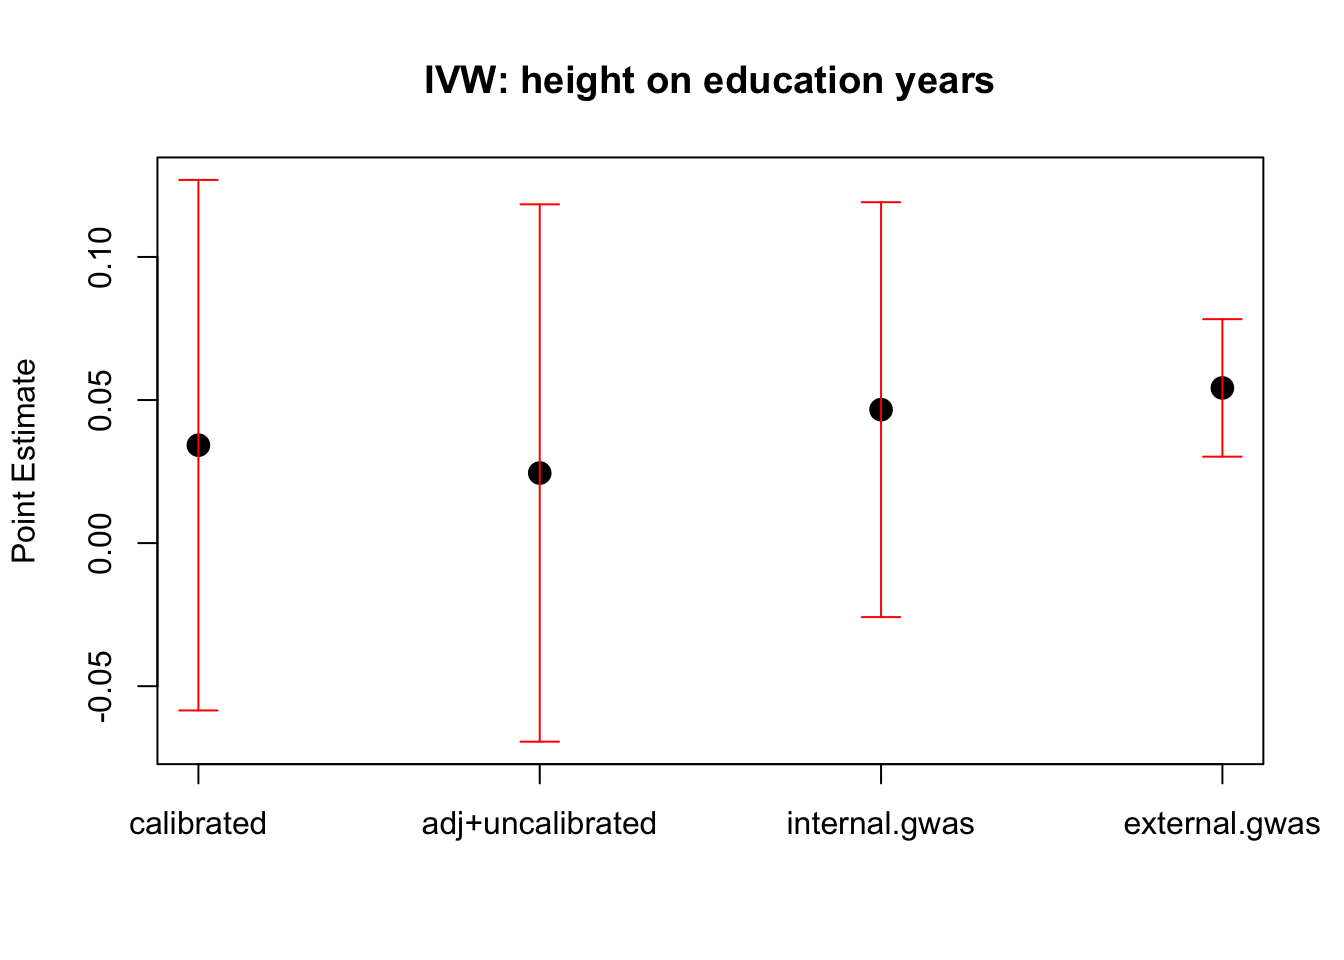 IVW: height on education years
Point Estimate
0.10
0.05
0.00
-0.05
calibrated
adj+uncalibrated
internal.gwas
external.gwas